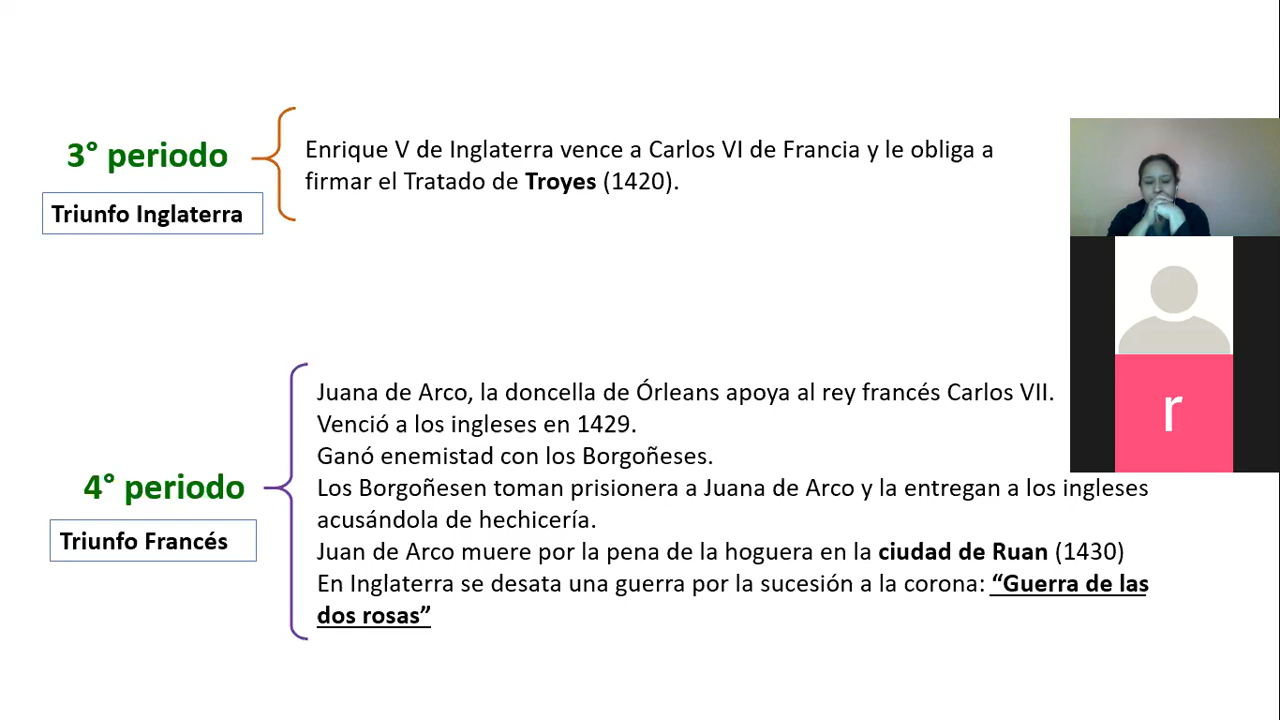 3° periodo
Triunfo Inglaterra
Enrique V de Inglaterra vence a Carlos VI de Francia y le obliga a
firmar el Tratado de Troyes (1420).
4° periodo
Triunfo Francés
Juana de Arco, la doncella de Órleans apoya al rey francés Carlos VII.
Venció a los ingleses en 1429.
Ganó enemistad con los Borgoñeses.
Los Borgoñesen toman prisionera a Juana de Arco y la entregan a los ingleses
acusándola de hechicería.
Juan de Arco muere por la pena de la hoguera en la ciudad de Ruan (1430)
En Inglaterra se desata una guerra por la sucesión a la corona: “Guerra de las
dos rosas”
r